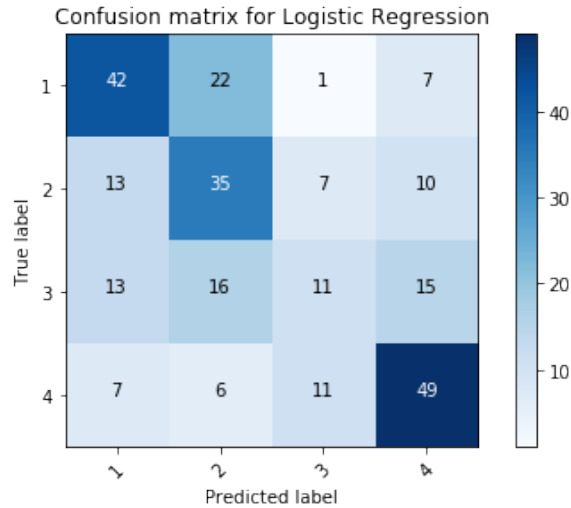 Confusion matrix for Logistic Regression
1 42 22 1 7
2 13 35 7 10
3 13 16 11 15
4 7 6 11 49
1 2 3 4
True label
Predicted label
40
30
20
10